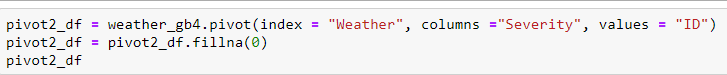 pivot2_df = weather_gb4.pivot(index = "Weather", columns ="Severity", values = "ID")
pivot2_df = pivot2_df.fillna(0)
pivot2_df